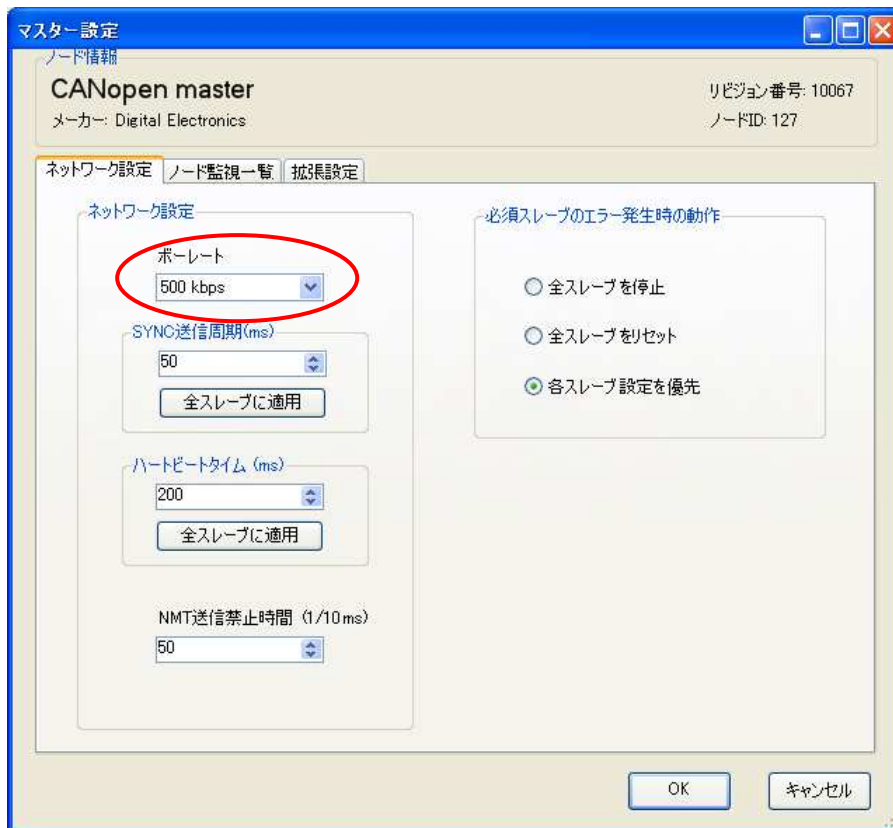 マスター設定
ノード情報
CANopen master
リビジョン番号: 10067
メーカー: Digital Electronics
ノードID: 127
ネットワーク設定
ノード監視一覧
拡張設定
ネットワーク設定
ボーレート
500 kbps
SYNC送信周期(ms)
50
全スレーブに適用
ハートビートタイム (ms)
200
全スレーブに適用
NMT送信禁止時間 (1/10ms)
50
必須スレーブのエラー発生時の動作
全スレーブを停止
全スレーブをリセット
各スレーブ設定を優先
OK
キャンセル